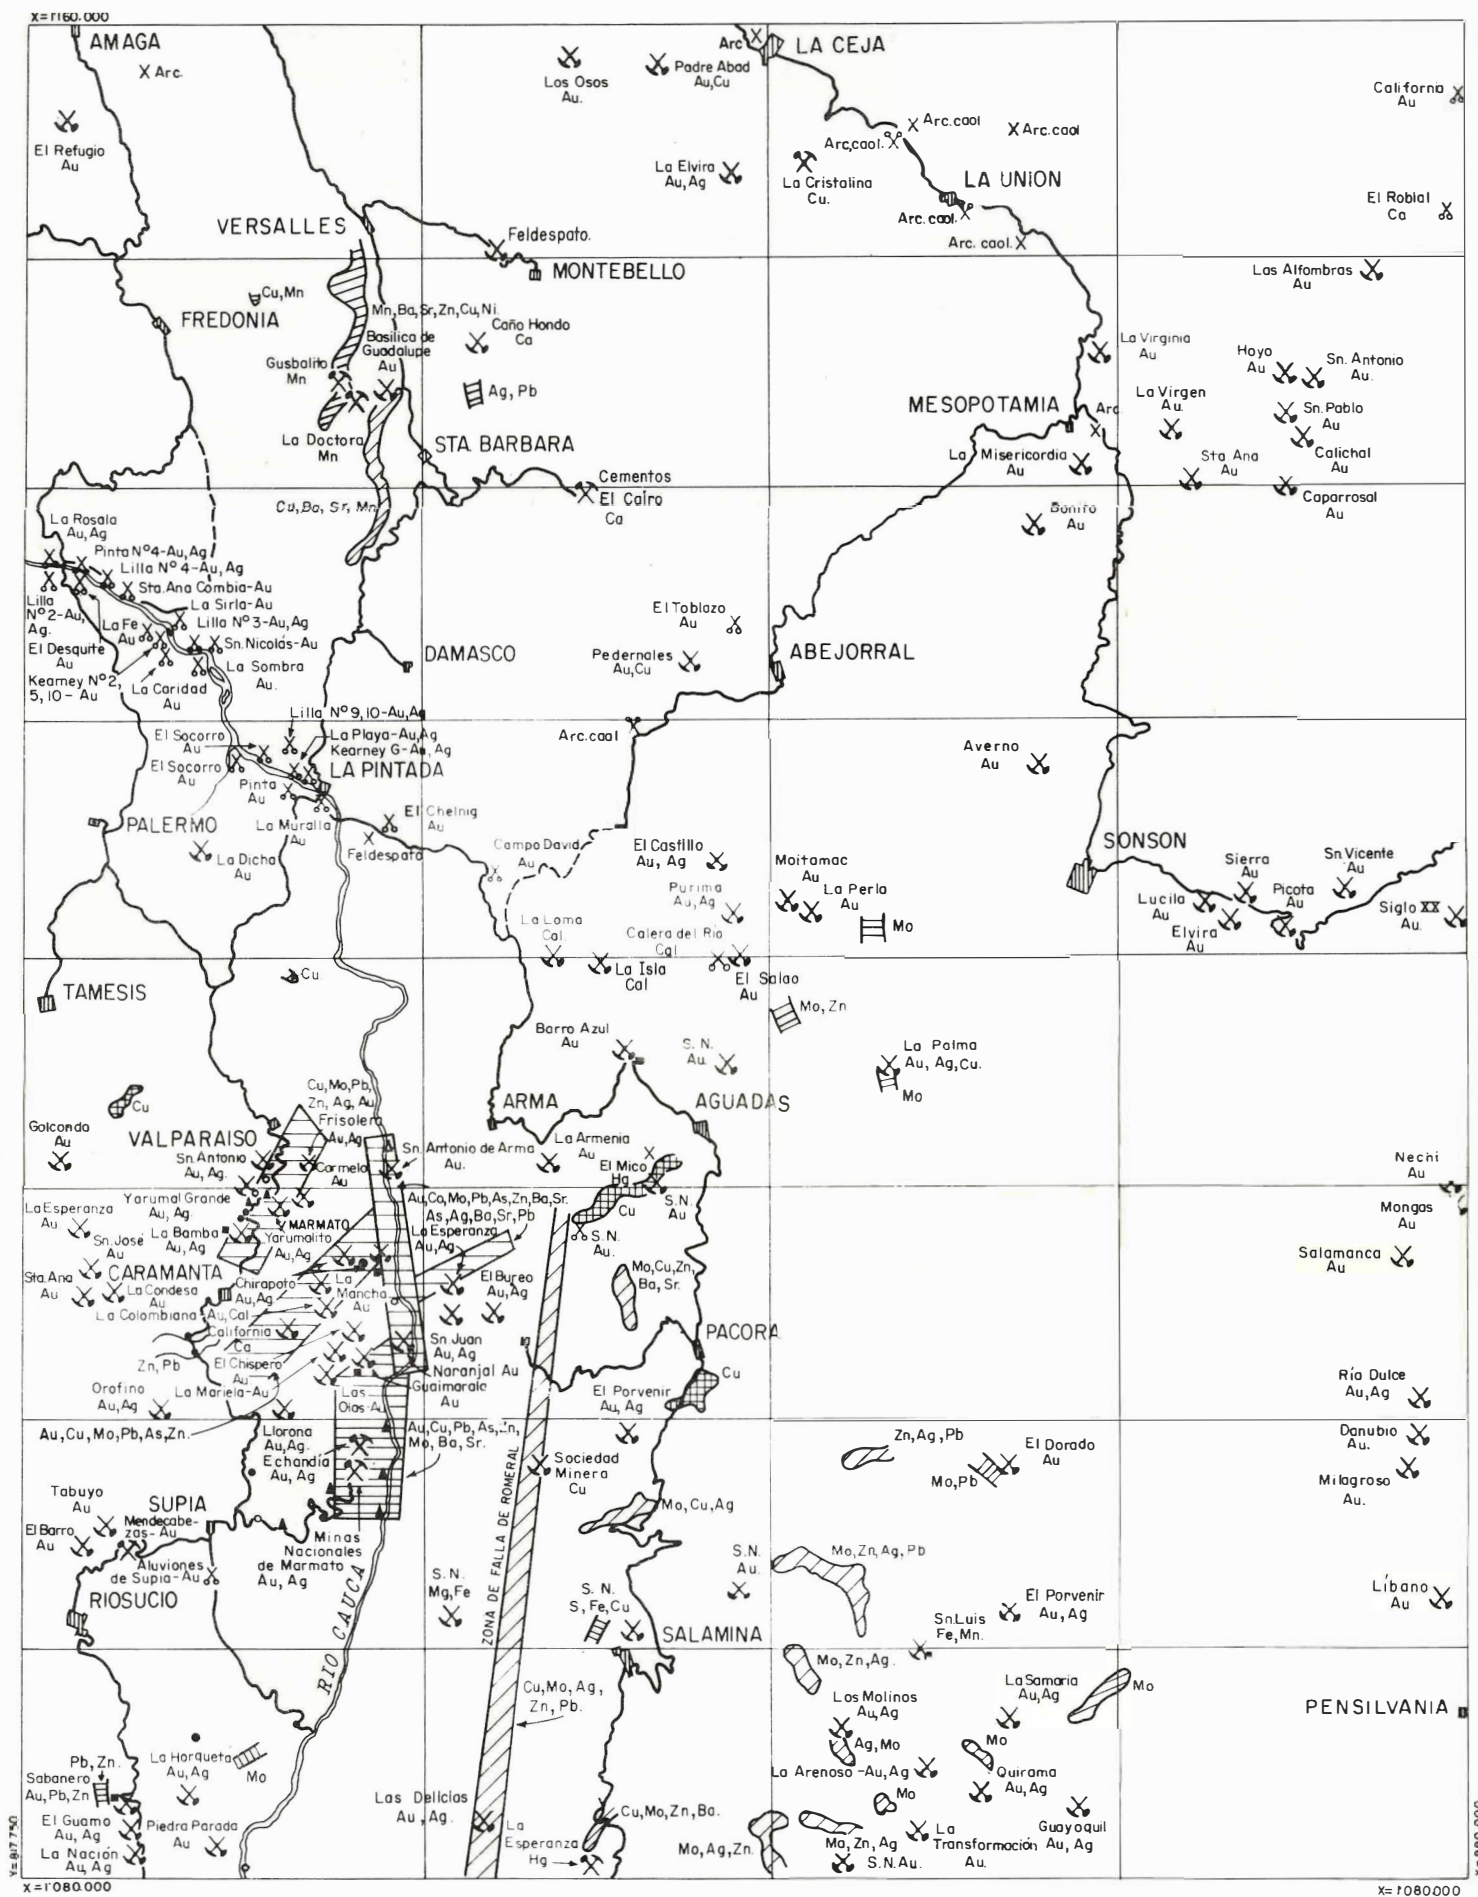 X=1'160.000
AMAGA
Arc.
El Refugio
Au
Los Osos
Au.
Padre Abad
Au,Cu
Arc
LA CEJA
California
Au
Arc.caol
Arc.caol
Arc,caol.
La Elvira
Au, Ag
La Cristalina
Cu.
LA UNION
Arc.caol.
Arc. caol.
El Roblal
Ca
VERSALLES
Feldespato.
MONTEBELLO
Las Alfombras
Au
Cu,Mn
FREDONIA
Mn,Ba,Sr,Zn,Cu,Ni.
Basilica de
Guadalupe
Au
Caño Hondo
Ca
Gusbalito
Mn
Ag, Pb
La Virginia
Au
Hoyo
Au
Sn. Antonio
Au.
La Virgen
Au.
Sn. Pablo
Au
MESOPOTAMIA
Arc
La Doctora
Mn
STA. BARBARA
La Misericordia
Au
Sta. Ana
Au
Calichal
Au
Caparrosal
Au
Cementos
El Cairo
Ca
Cu,Ba, Sr, Mn
Bonito
Au
La Rosala
Au, Ag
Pinta Nº4-Au, Ag
Lilla Nº 4-Au, Ag
Sta. Ana Combia-Au
La Sirla-Au
Lilla Nº3-Au, Ag
Lilla
Nº2-Au,
Ag.
La Fe
Au
Sn. Nicolás-Au
El Desquite
Au
Kearney Nº2,
5, 10- Au
La Caridad
Au
La Sombra
Au.
DAMASCO
El Toblazo
Au
Pedernales
Au,Cu
ABEJORRAL
Lilla Nº9,10-Au,Ag
El Socorro
Au
La Playa-Au,Ag
Kearney G-Au, Ag
El Socorro
Au
LA PINTADA
Pinta
Au
Arc.caol
Averno
Au
PALERMO
La Muralla
Au
El Chelnig
Au
Feldespato
La Dicha
Au
Campo David
Au
El Castillo
Au, Ag
Purima
Au, Ag
Moitamac
Au
La Perla
Au
Mo
SONSON
Sierra
Au
Sn. Vicente
Au
Lucila
Au
Picota
Au
Elvira
Au
Siglo XX
Au.
La Loma
Cal
Calera del Rio
Cal
La Isla
Cal
El Salao
Au
TAMESIS
Cu
Mo, Zn
Barro Azul
Au
S. N.
Au.
La Palma
Au, Ag,Cu.
Mo
Cu
Cu, Mo,Pb,
Zn, Ag, Au
Frisolera
Au,Ag
ARMA
AGUADAS
Golconda
Au
VALPARAISO
Sn. Antonio
Au, Ag.
Carmelo
Au
Sn. Antonio de Arma
Au.
La Armenia
Au
El Mico
Hg
Cu
S.N.
Au
S.N.
Au.
Nechi
Au
Mongas
Au
La Esperanza
Au
Yarumal Grande
Au, Ag.
Au,Co,Mo,Pb,As,Zn,Ba,Sr.
As,Ag,Ba,Sr,Pb
La Esperanza
Au,Ag
MARMATO
Yarumalito
Au,Ag
La Bamba
Au, Ag
Sn. José
Au
Sta. Ana
Au
CARAMANTA
La Condesa
Au
Chirapoto
Au,Ag
La
Mancha
Au
El Bureo
Au,Ag
Mo,Cu,Zn,
Ba, Sr.
Salamanca
Au
La Colombiana-Au,Cal
California
Ca
Zn, Pb
El Chispero
Au
Sn Juan
Au, Ag
Naranjal Au
Guaimaralo
Au
PACORA
Cu
Orofino
Au,Ag
La Mariela-Au
Las
Oias-Au
El Porvenir
Au, Ag
Ría Dulce
Au,Ag
Au,Cu,Mo,Pb,As,Zn.
Llorona
Au,Ag.
Echandía
Au, Ag
Au,Cu,Pb,As,Zn,
Mo, Ba, Sr.
ZONA DE FALLA DE ROMERAL
Sociedad
Minera
Cu
Zn,Ag,Pb
El Dorado
Au
Mo,Pb
Danubio
Au.
Milagroso
Au.
Tabuyo
Au
SUPIA
El Barro
Au
Mendecabe-
zas-Au
Aluviones
de Supia-Au
Minas
Nacionales
de Marmato
Au, Ag
Mo,Cu,Ag
RIOSUCIO
RIO CAUCA
S. N.
Mg,Fe
S. N.
S, Fe,Cu
S.N.
Au.
Mo,Zn,Ag,Pb
Sn.Luis
Fe,Mn.
El Porvenir
Au,Ag
Líbano
Au
SALAMINA
Mo,Zn,Ag.
La Samaria
Au,Ag
Mo
PENSILVANIA
Cu,Mo, Ag,
Zn, Pb.
Los Molinos
Au,Ag
Ag,Mo
Mo
Pb,Zn.
La Horqueta
Au,Ag
Mo
Sabanero
Au,Pb,Zn
La Arenoso-Au,Ag
Quirama
Au,Ag
Mo
El Guamo
Au, Ag
Piedra Parada
Au
La Nación
Au,Ag
Las Delicias
Au, Ag.
La
Esperanza
Hg
Cu,Mo,Zn,Ba.
Mo,Ag,Zn.
Mo, Zn, Ag
S.N.Au.
La
Transformación
Au.
Guayoquil
Au, Ag
Y=817.750
X=1'080.000
X=1'080.000